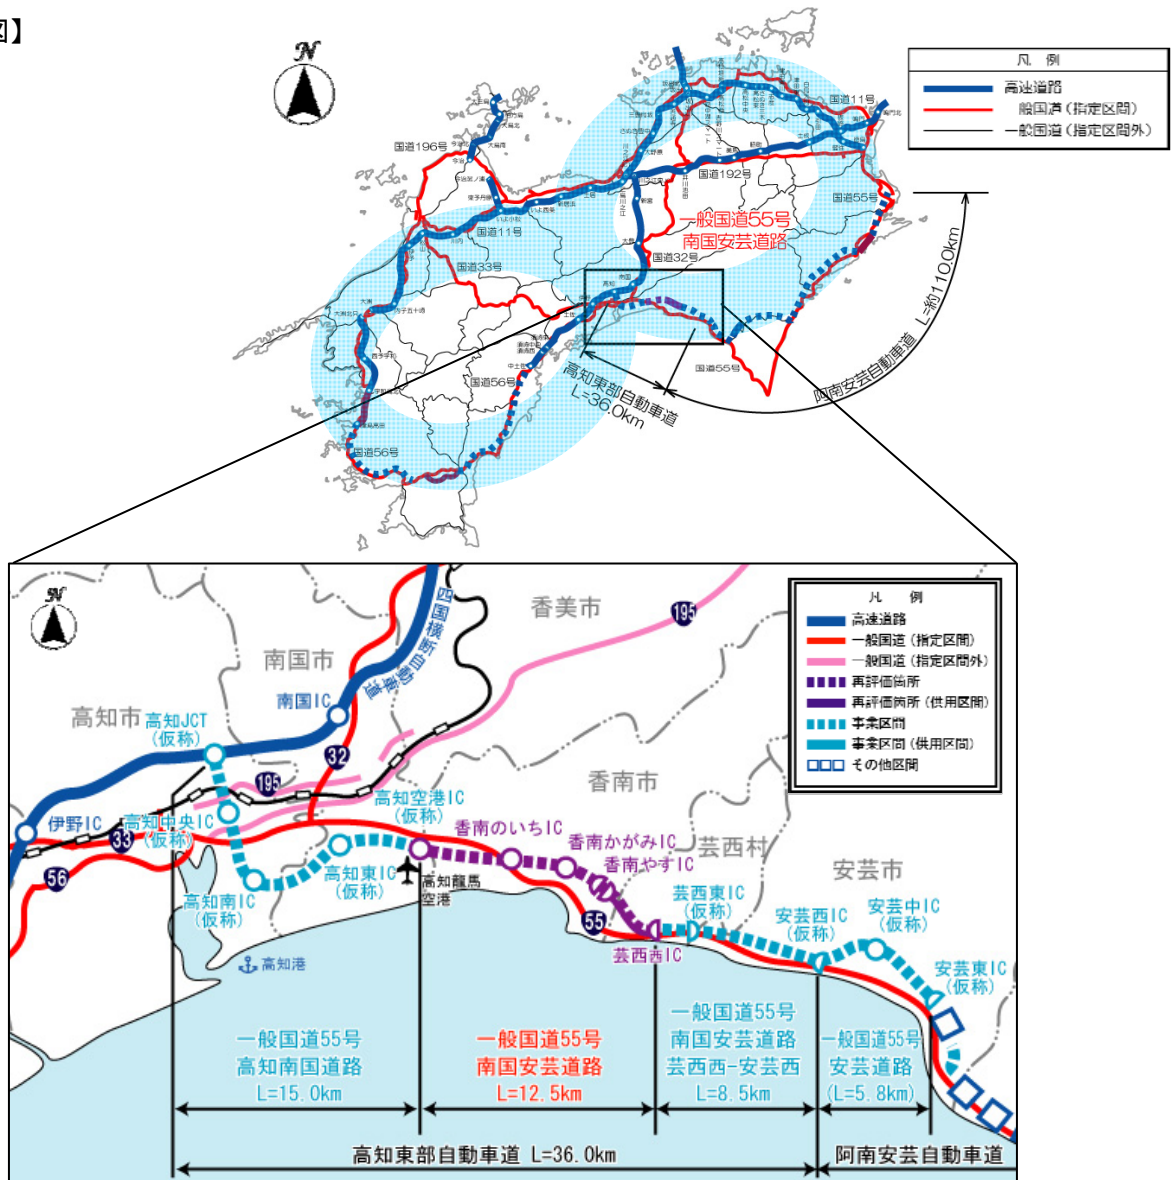 図】
N
凡 例
高速道路
一般国道(指定区間)
一般国道(指定区間外)
国道11号
国道196号
国道192号
国道55号
一般国道55号
南国安芸道路
国道11号
国道33号
国道32号
国道56号
国道55号
国道56号
高知東部自動車道
L=36.0km
阿南安芸自動車道 L=約110.0km
N
凡 例
高速道路
一般国道(指定区間)
一般国道(指定区間外)
再評価箇所
再評価箇所(供用区間)
事業区間
事業区間(供用区間)
その他区間
四国横断自動車道
香美市
195
南国市
南国IC
高知市
高知JCT
(仮称)
32
195
香南市
高知空港IC
(仮称)
伊野IC
高知中央IC
(仮称)
33
香南のいちIC
香南かがみIC
香南やすIC
芸西村
安芸市
56
高知南IC
(仮称)
高知東IC
(仮称)
高知龍馬
空港
55
芸西東IC
(仮称)
安芸西IC
(仮称)
安芸中IC
(仮称)
芸西西IC
安芸東IC
(仮称)
高知港
一般国道55号
高知南国道路
L=15.0km
一般国道55号
南国安芸道路
L=12.5km
一般国道55号
南国安芸道路
芸西西-安芸西
L=8.5km
一般国道55号
安芸道路
(L=5.8km)
高知東部自動車道 L=36.0km
阿南安芸自動車道